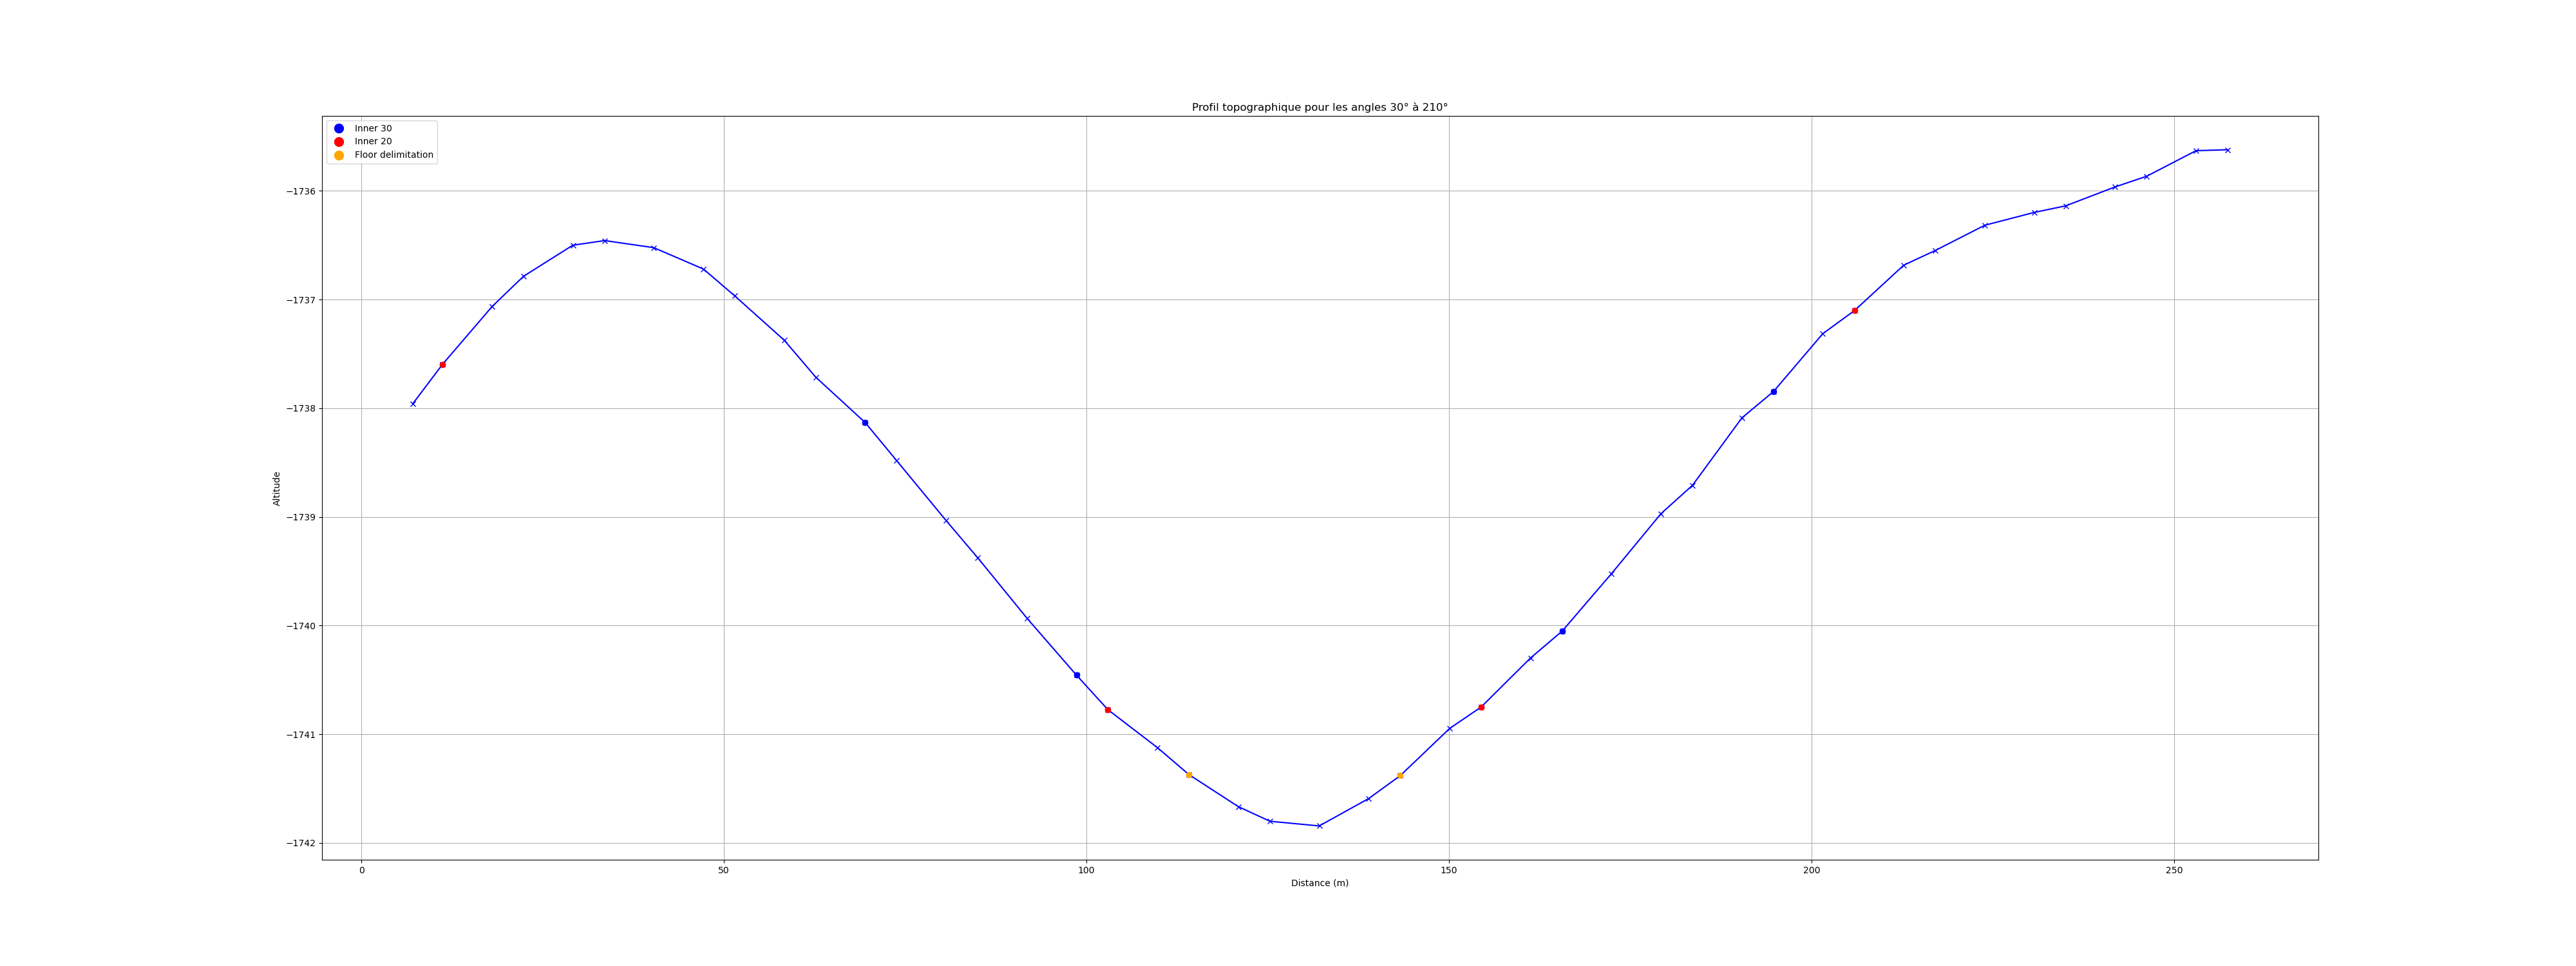 Profil topographique pour les angles 30° à 210°
Inner 30
Inner 20
Floor delimitation
−1736
−1737
−1738
−1739
−1740
−1741
−1742
Altitude
0 50 100 150 200 250
Distance (m)